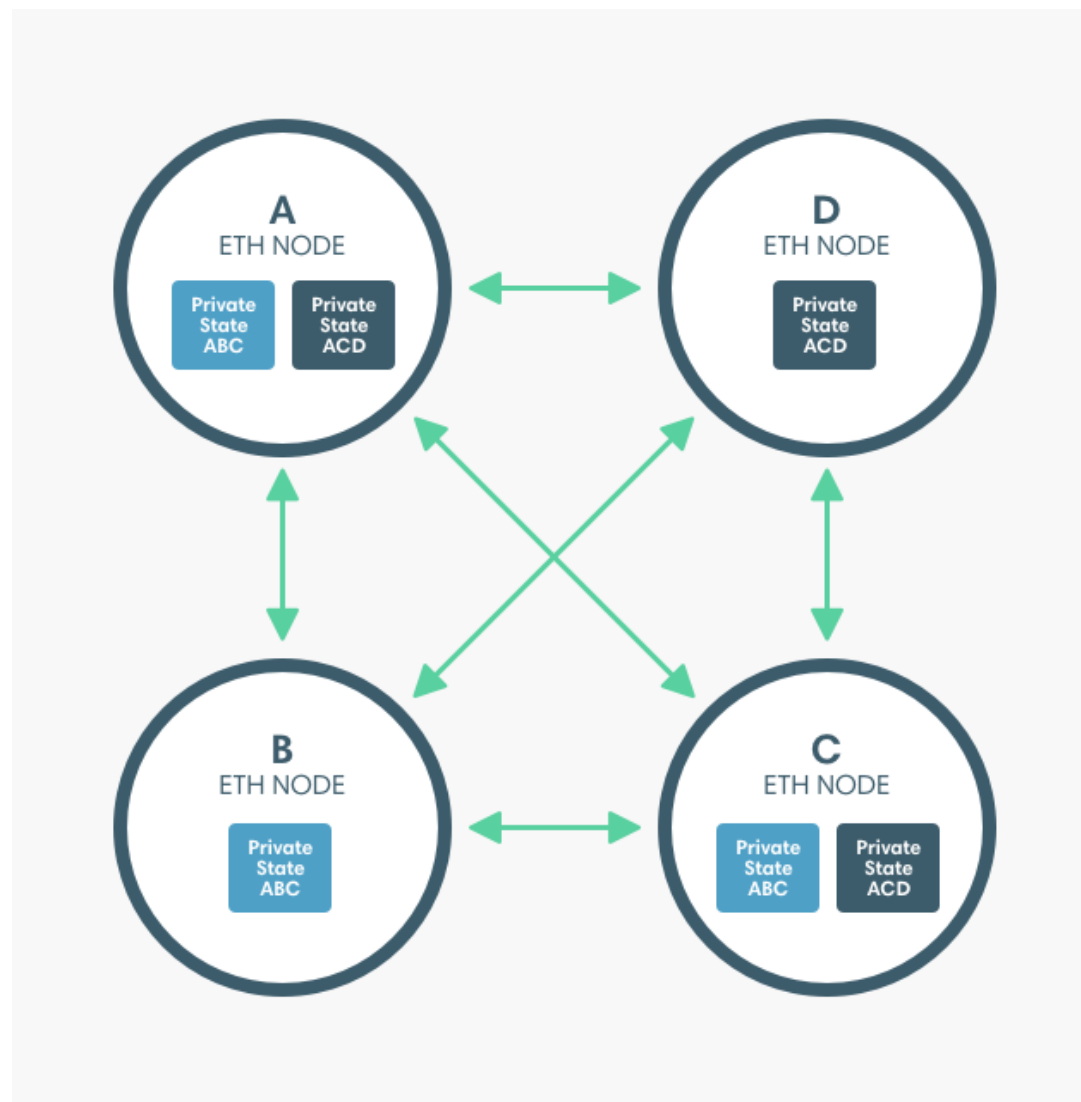 A
ETH NODE
Private
State
ABC
Private
State
ACD
D
ETH NODE
Private
State
ACD
B
ETH NODE
Private
State
ABC
C
ETH NODE
Private
State
ABC
Private
State
ACD